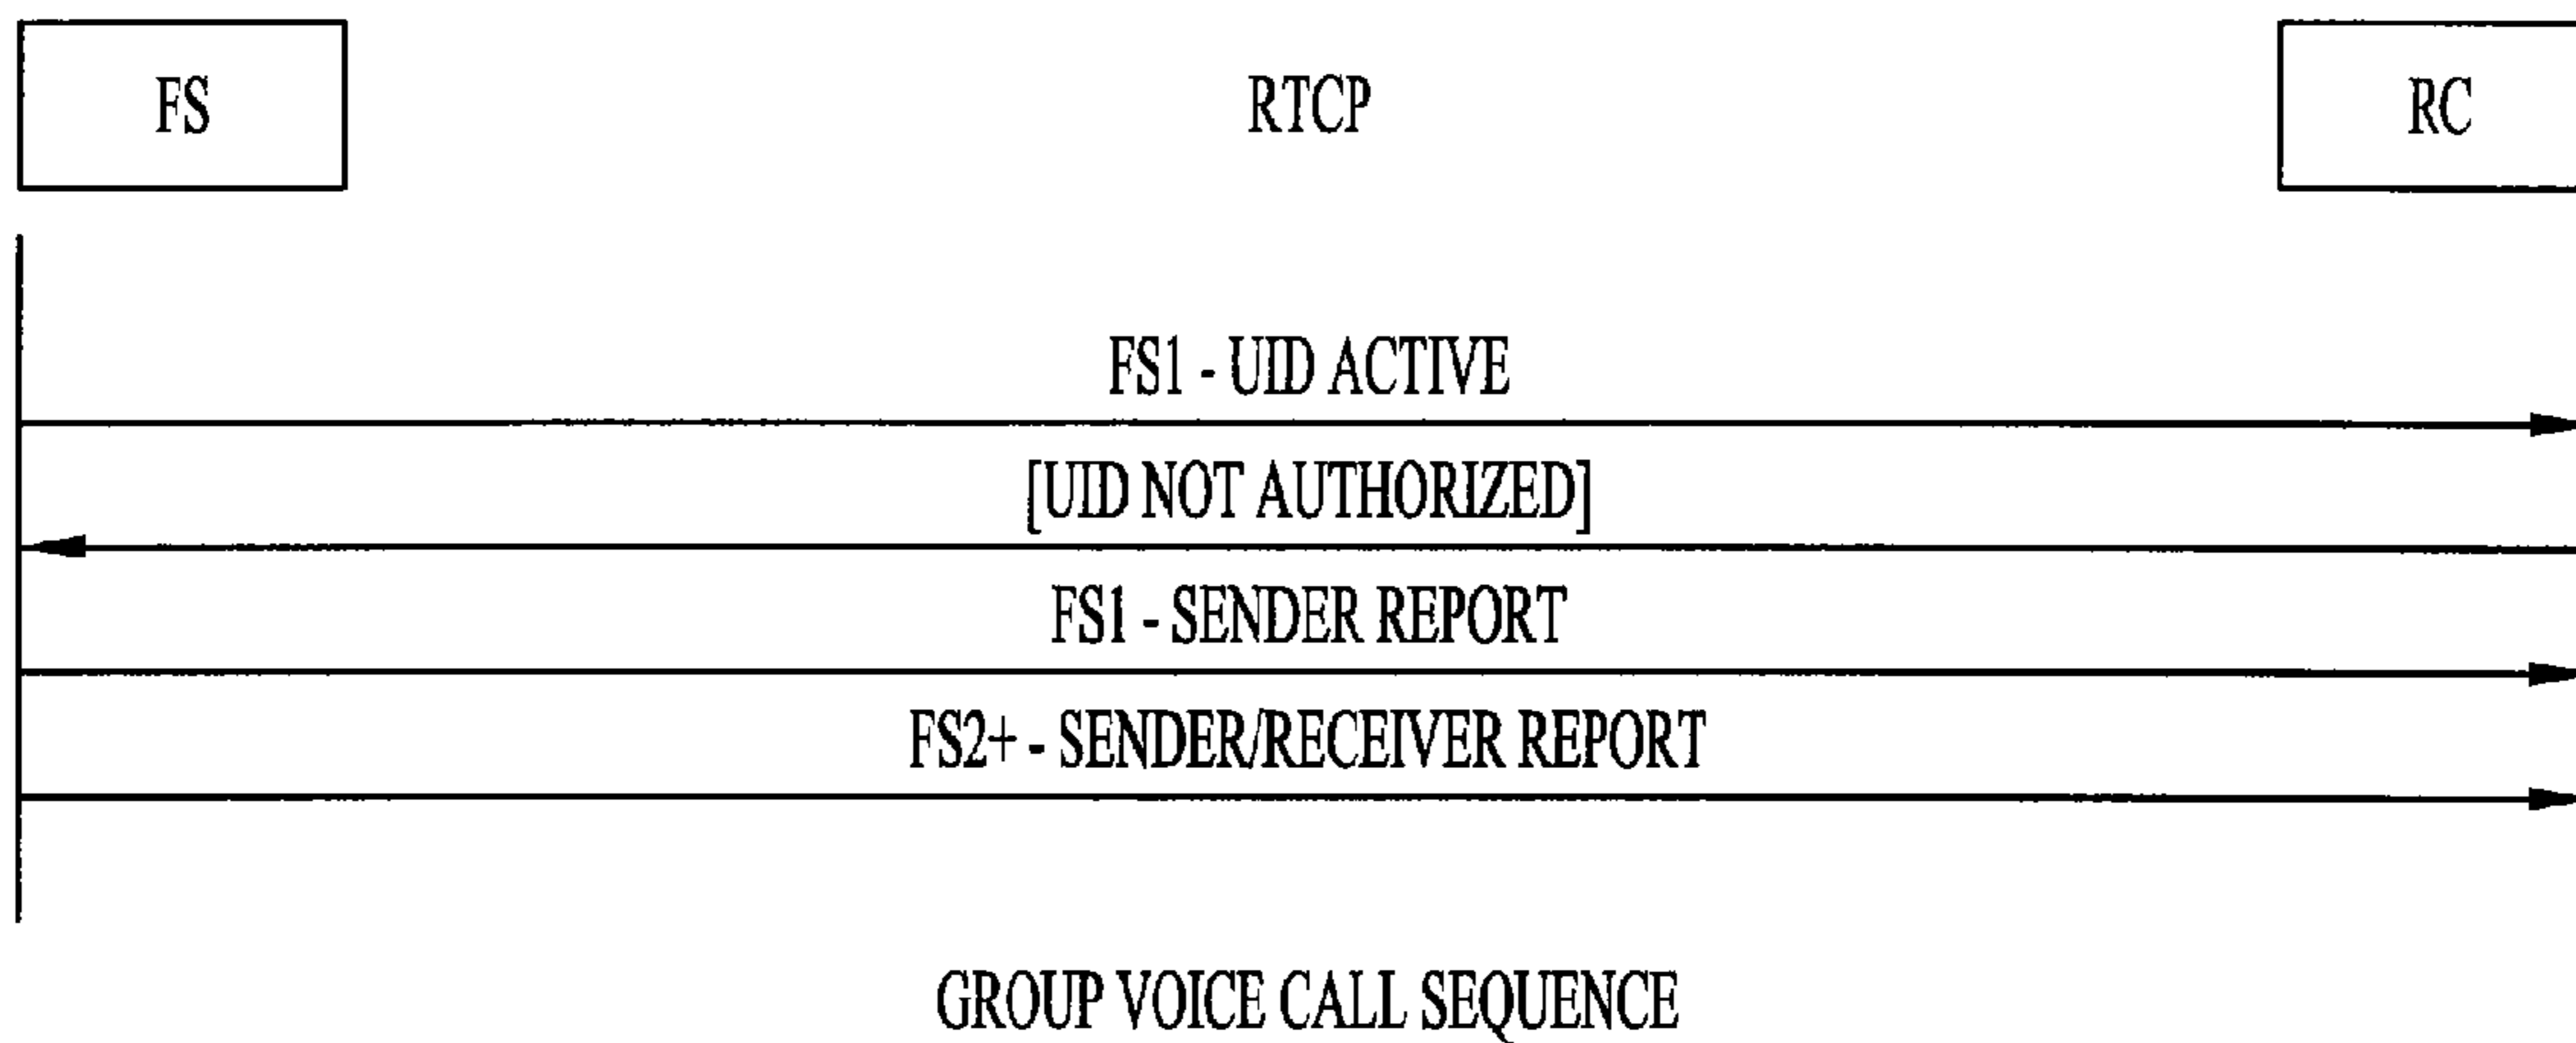 FS
RTCP
RC
FS1 - UID ACTIVE
[UID NOT AUTHORIZED]
FS1 - SENDER REPORT
FS2+ - SENDER/RECEIVER REPORT
GROUP VOICE CALL SEQUENCE